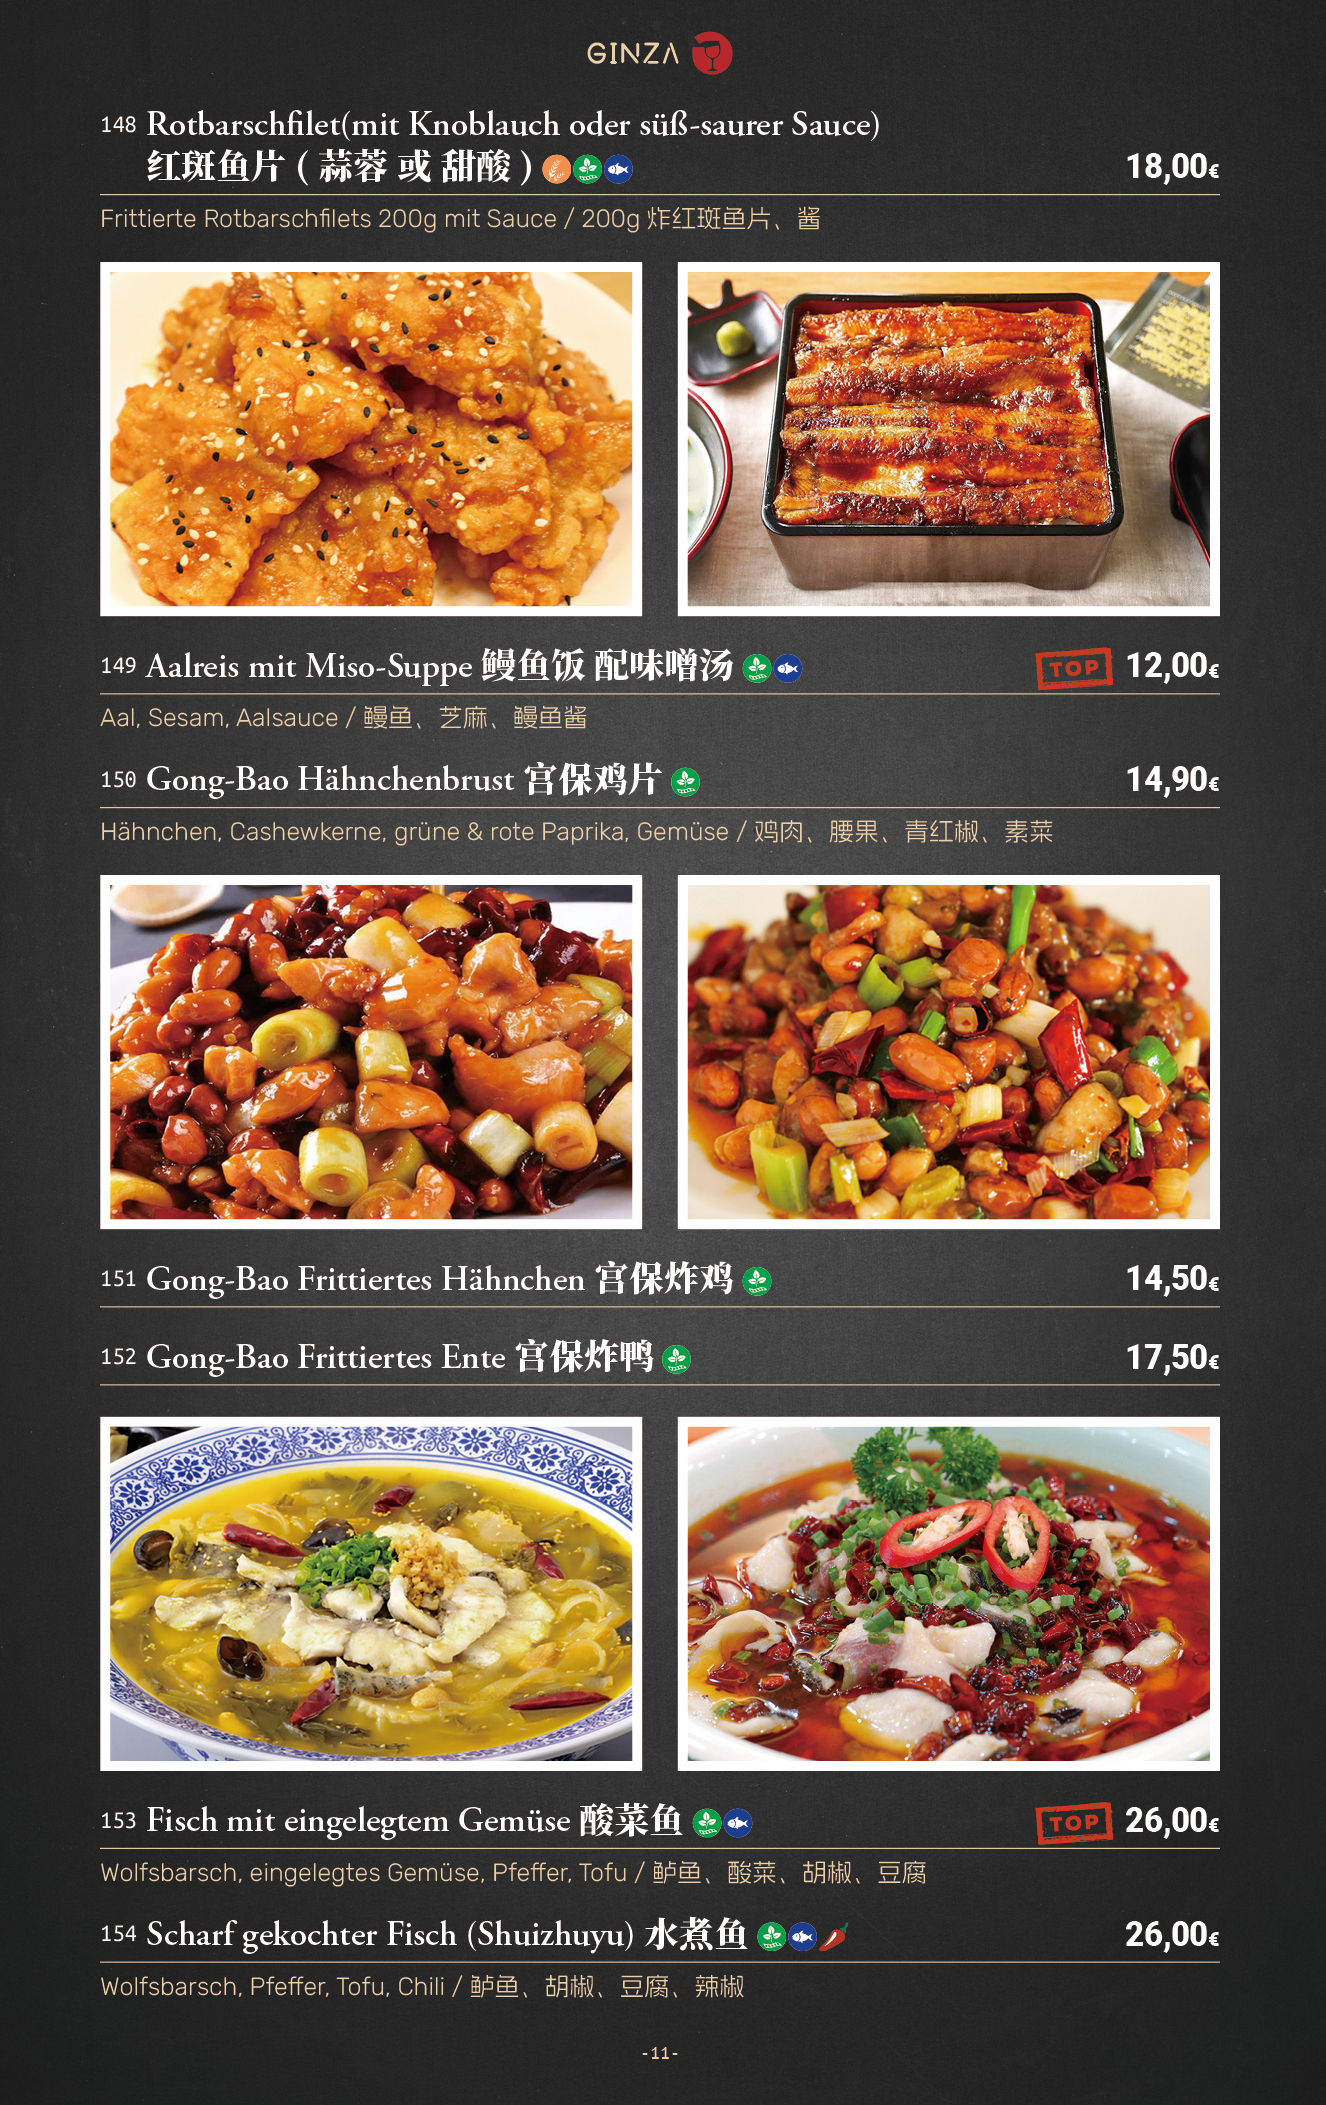 GINZA
148 Rotbarschfilet(mit Knoblauch oder süß-saurer Sauce)
红斑鱼片 ( 蒜蓉 或 甜酸 ) 18,00€
Frittierte Rotbarschfilets 200g mit Sauce / 200g 炸红斑鱼片、酱
149 Aalreis mit Miso-Suppe 鳗鱼饭 配味噌汤 TOP 12,00€
Aal, Sesam, Aalsauce / 鳗鱼、芝麻、鳗鱼酱
150 Gong-Bao Hähnchenbrust 宫保鸡片 14,90€
Hähnchen, Cashewkerne, grüne & rote Paprika, Gemüse / 鸡肉、腰果、青红椒、素菜
151 Gong-Bao Frittiertes Hähnchen 宫保炸鸡 14,50€
152 Gong-Bao Frittiertes Ente 宫保炸鸭 17,50€
153 Fisch mit eingelegtem Gemüse 酸菜鱼 TOP 26,00€
Wolfsbarsch, eingelegtes Gemüse, Pfeffer, Tofu / 鲈鱼、酸菜、胡椒、豆腐
154 Scharf gekochter Fisch (Shuizhuyu) 水煮鱼 26,00€
Wolfsbarsch, Pfeffer, Tofu, Chili / 鲈鱼、胡椒、豆腐、辣椒
-11-